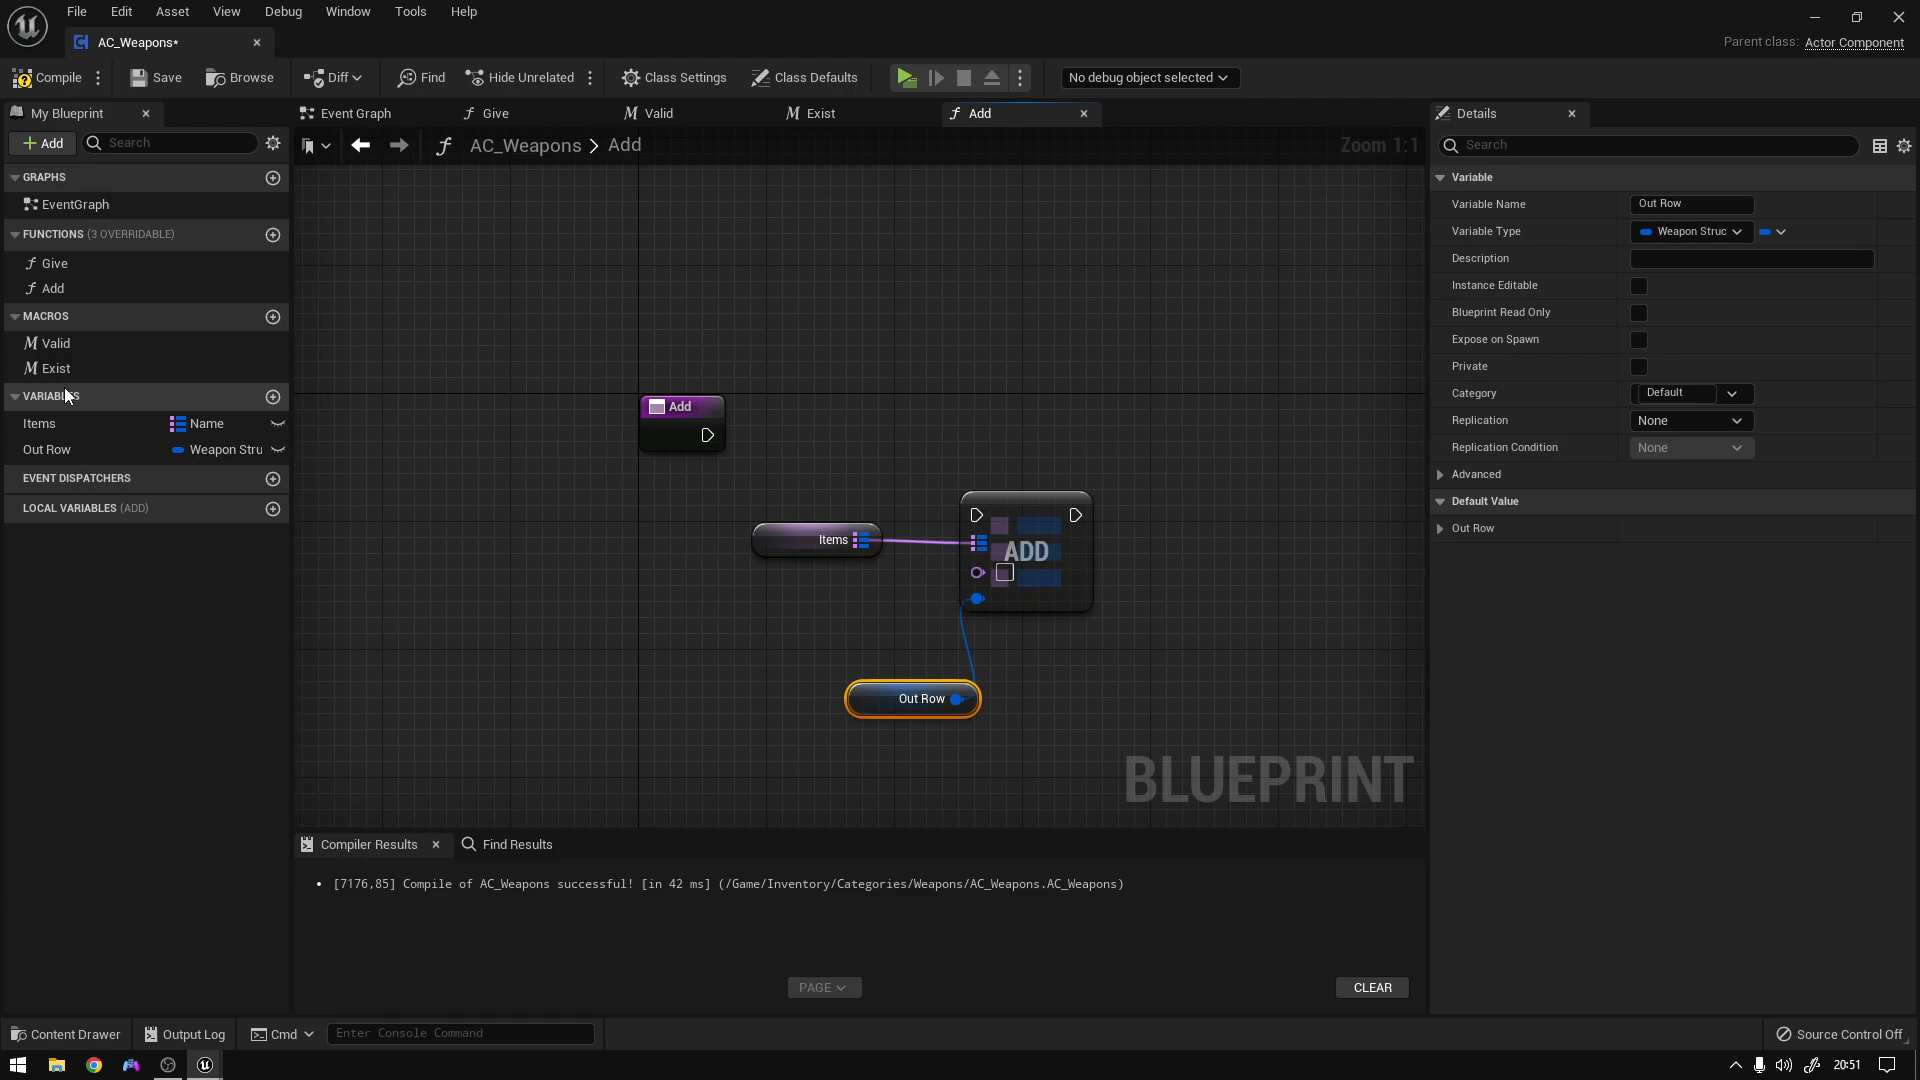 File Edit Asset View Debug Window Tools Help
AC_Weapons*
Parent class: Actor Component
Compile Save Browse Diff Find Hide Unrelated Class Settings Class Defaults No debug object selected
My Blueprint
Event Graph Give Valid Exist Add
Details
Add Search
AC_Weapons > Add
Zoom 1:1
Search
GRAPHS
EventGraph
FUNCTIONS (3 OVERRIDABLE)
Give
Add
MACROS
Valid
Exist
VARIABLES
Items Name
Out Row Weapon Stru
EVENT DISPATCHERS
LOCAL VARIABLES (ADD)
Add
Items
ADD
Out Row
BLUEPRINT
Variable
Variable Name Out Row
Variable Type Weapon Struc
Description
Instance Editable
Blueprint Read Only
Expose on Spawn
Private
Category Default
Replication None
Replication Condition None
Advanced
Default Value
Out Row
Compiler Results Find Results
• [7176,85] Compile of AC_Weapons successful! [in 42 ms] (/Game/Inventory/Categories/Weapons/AC_Weapons.AC_Weapons)
PAGE CLEAR
Content Drawer Output Log Cmd Enter Console Command Source Control Off
20:51